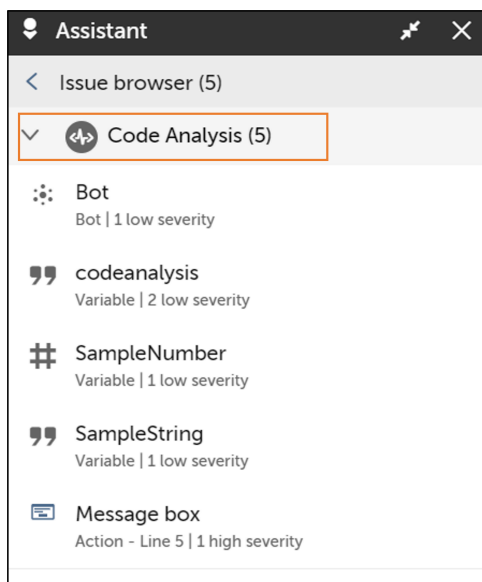 Assistant
Issue browser (5)
Code Analysis (5)
Bot
Bot | 1 low severity
codeanalysis
Variable | 2 low severity
SampleNumber
Variable | 1 low severity
SampleString
Variable | 1 low severity
Message box
Action - Line 5 | 1 high severity